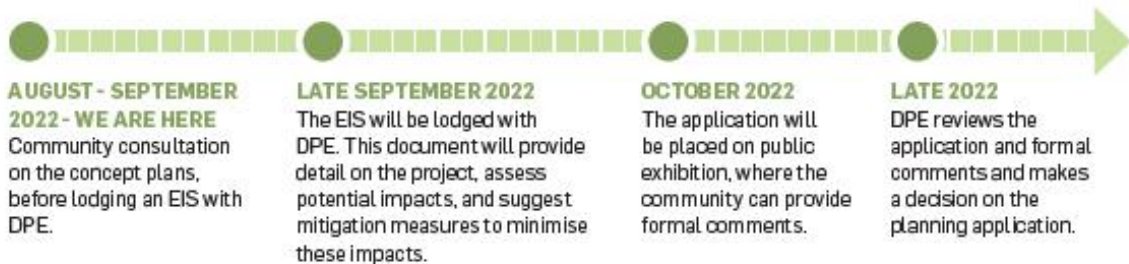 AUGUST - SEPTEMBER
2022 - WE ARE HERE
Community consultation
on the concept plans,
before lodging an EIS with
DPE.
LATE SEPTEMBER 2022
The EIS will be lodged with
DPE. This document will provide
detail on the project, assess
potential impacts, and suggest
mitigation measures to minimise
these impacts.
OCTOBER 2022
The application will
be placed on public
exhibition, where the
community can provide
formal comments.
LATE 2022
DPE reviews the
application and formal
comments and makes
a decision on the
planning application.